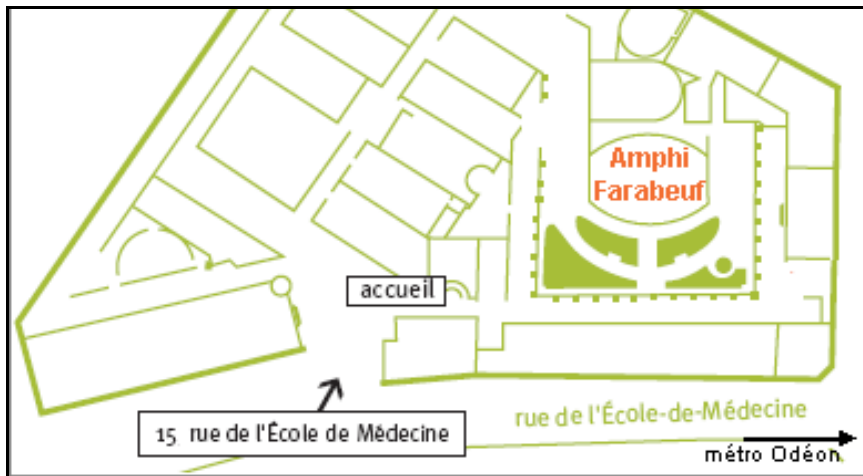 Amphi
Farabeuf
accueil
15 rue de l'École de Médecine
rue de l'École-de-Médecine
métro Odéon